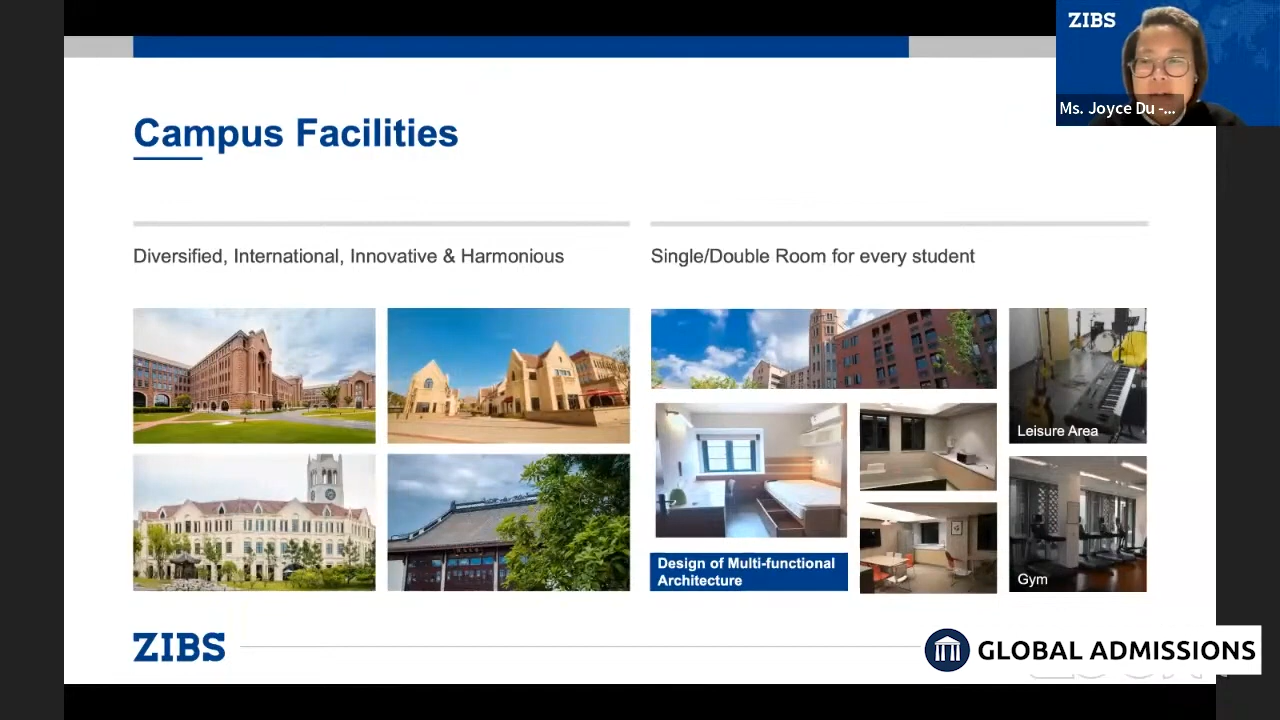 ZIBS
Ms. Joyce Du -...
Campus Facilities
Diversified, International, Innovative & Harmonious
Single/Double Room for every student
Leisure Area
Design of Multi-functional
Architecture
Gym
ZIBS
GLOBAL ADMISSIONS